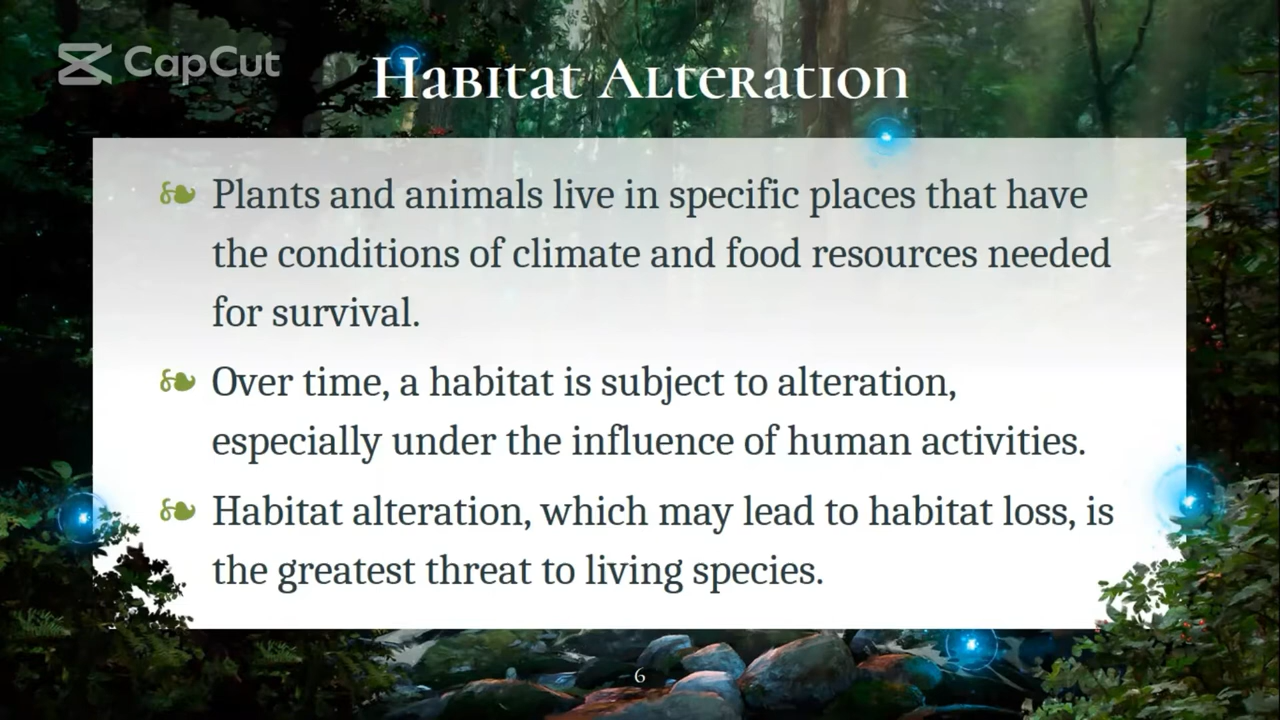 CapCut
Habitat Alteration
Plants and animals live in specific places that have
the conditions of climate and food resources needed
for survival.
Over time, a habitat is subject to alteration,
especially under the influence of human activities.
Habitat alteration, which may lead to habitat loss, is
the greatest threat to living species.
6